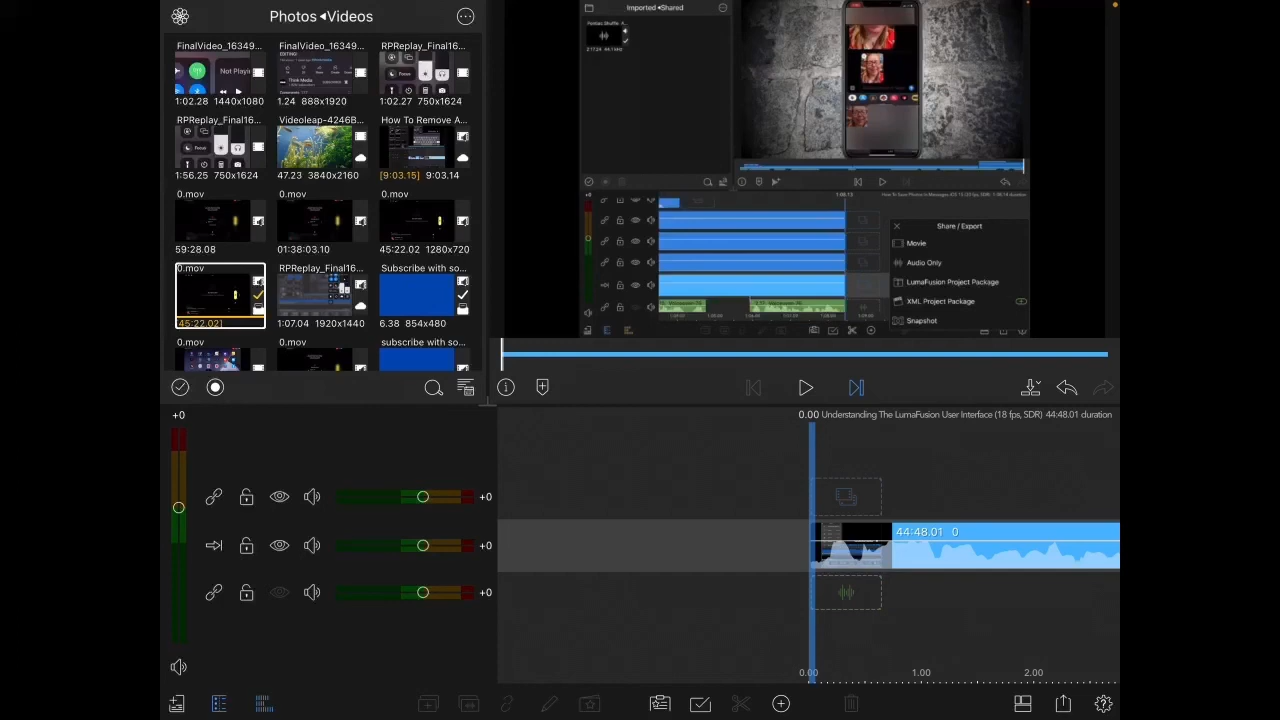 Photos ◂Videos
FinalVideo_16349...
FinalVideo_16349...
RPReplay_Final16...
1:02.28 1440x1080
1.24 888x1920
1:02.27 750x1624
RPReplay_Final16...
Videoleap-4246B...
How To Remove A...
1:56.25 750x1624
47.23 3840x2160
[9:03.15] 9:03.14
0.mov
0.mov
0.mov
59:28.08
01:38:03.10
45:22.02 1280x720
0.mov
RPReplay_Final16...
Subscribe with so...
45:22.02]
1:07.04 1920x1440
6.38 854x480
0.mov
0.mov
subscribe with so...
Imported ◂Shared
1:08.13
Share / Export
Movie
Audio Only
LumaFusion Project Package
XML Project Package
Snapshot
+0
0.00 Understanding The LumaFusion User Interface (18 fps, SDR) 44:48.01 duration
+0
44:48.01 0
+0
+0
0.00 1.00 2.00